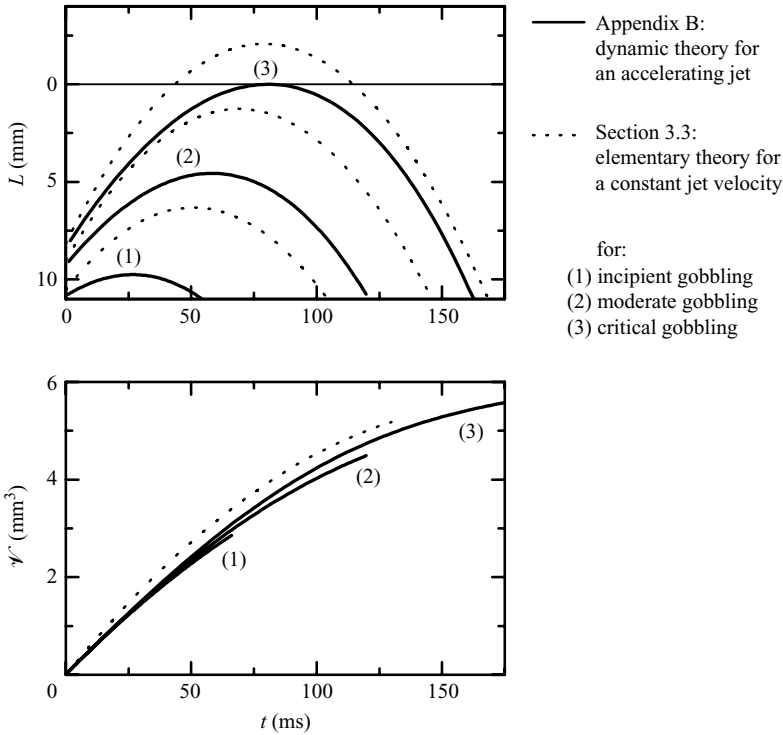 (3)
(2)
(1)
0
5
10
L (mm)
0
50
100
150
Appendix B:
dynamic theory for
an accelerating jet
Section 3.3:
elementary theory for
a constant jet velocity
for:
(1) incipient gobbling
(2) moderate gobbling
(3) critical gobbling
6
4
2
0
𝒱 (mm³)
(3)
(2)
(1)
0
50
100
150
t (ms)